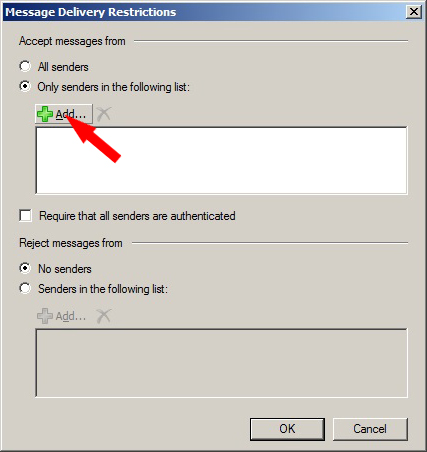 Message Delivery Restrictions
Accept messages from
All senders
Only senders in the following list:
Add...
Require that all senders are authenticated
Reject messages from
No senders
Senders in the following list:
Add...
OK Cancel